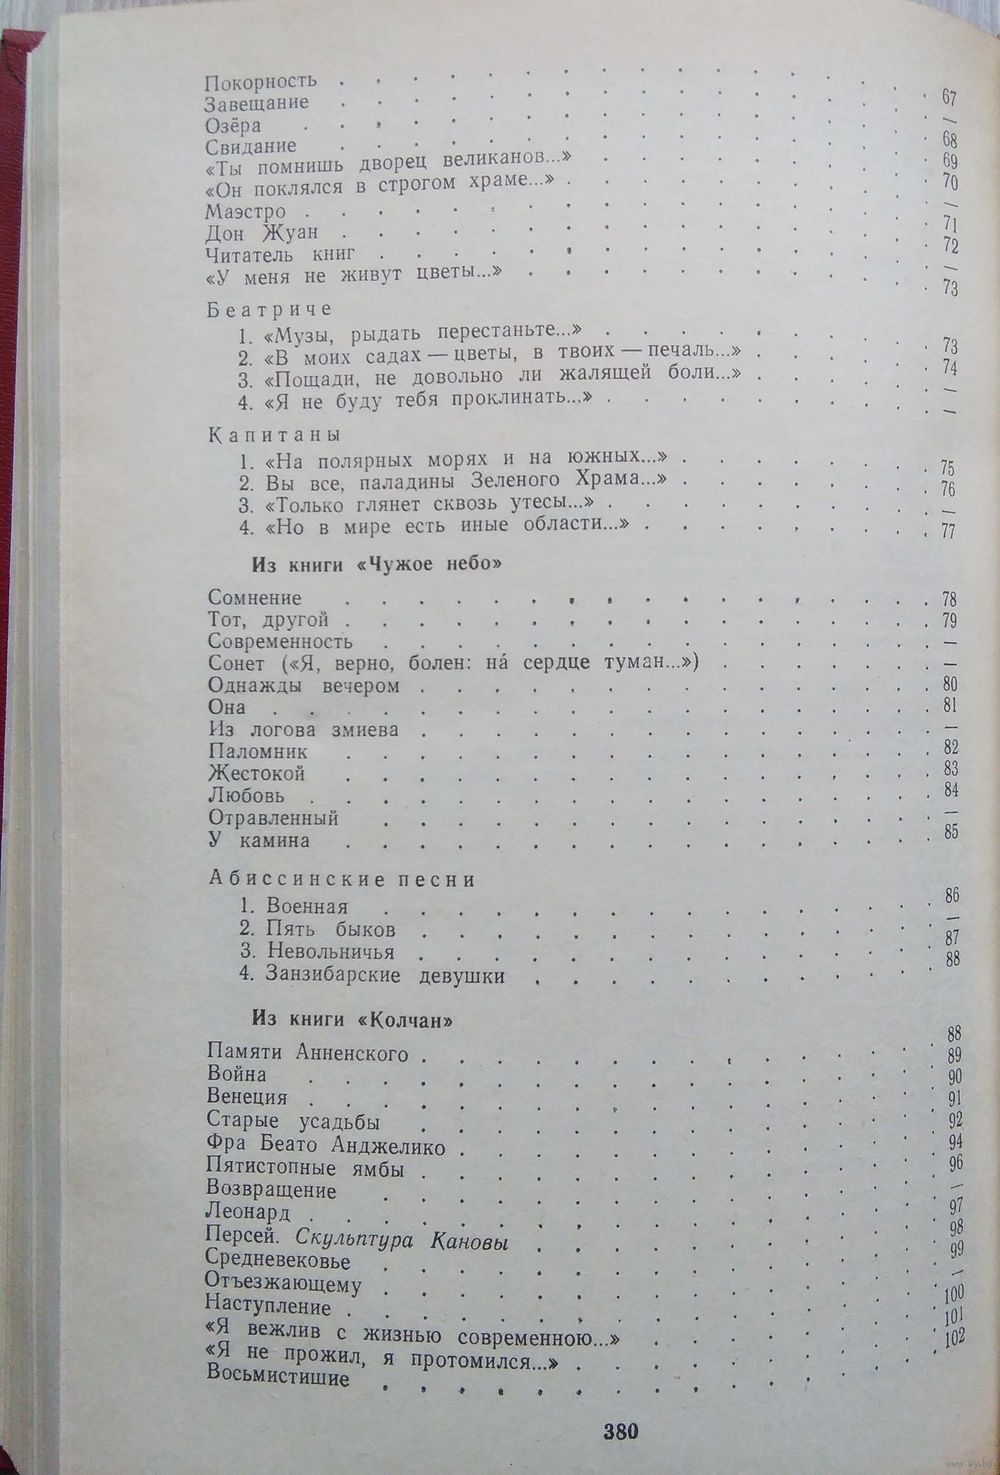 Покорность . . . . . . . . . . . . . . . . 67
Завещание . . . . . . . . . . . . . . . . —
Озёра . . . . . . . . . . . . . . . . . 68
Свидание . . . . . . . . . . . . . . . . 69
«Ты помнишь дворец великанов...» . . . . . . . . . 70
«Он поклялся в строгом храме...» . . . . . . . . . . —
Маэстро . . . . . . . . . . . . . . . . . 71
Дон Жуан . . . . . . . . . . . . . . . . 72
Читатель книг . . . . . . . . . . . . . . . —
«У меня не живут цветы...» . . . . . . . . . . . 73
Беатриче
1. «Музы, рыдать перестаньте...» . . . . . . . . . 73
2. «В моих садах — цветы, в твоих — печаль...» . . . . . 74
3. «Пощади, не довольно ли жалящей боли...» . . . . . —
4. «Я не буду тебя проклинать...» . . . . . . . . . —
Капитаны
1. «На полярных морях и на южных...» . . . . . . . 75
2. Вы все, паладины Зеленого Храма...» . . . . . . . 76
3. «Только глянет сквозь утесы...» . . . . . . . . . —
4. «Но в мире есть иные области...» . . . . . . . . 77
Из книги «Чужое небо»
Сомнение . . . . . . . . . . . . . . . . 78
Тот, другой . . . . . . . . . . . . . . . . 79
Современность . . . . . . . . . . . . . . . —
Сонет («Я, верно, болен: на́ сердце туман...») . . . . . . —
Однажды вечером . . . . . . . . . . . . . . 80
Она . . . . . . . . . . . . . . . . . . 81
Из логова змиева . . . . . . . . . . . . . . —
Паломник . . . . . . . . . . . . . . . . 82
Жестокой . . . . . . . . . . . . . . . . 83
Любовь . . . . . . . . . . . . . . . . . 84
Отравленный . . . . . . . . . . . . . . . —
У камина . . . . . . . . . . . . . . . . 85
Абиссинские песни
1. Военная . . . . . . . . . . . . . . . 86
2. Пять быков . . . . . . . . . . . . . . —
3. Невольничья . . . . . . . . . . . . . . 87
4. Занзибарские девушки . . . . . . . . . . . 88
Из книги «Колчан»
Памяти Анненского . . . . . . . . . . . . . . 88
Война . . . . . . . . . . . . . . . . . 89
Венеция . . . . . . . . . . . . . . . . . 90
Старые усадьбы . . . . . . . . . . . . . . 91
Фра Беато Анджелико . . . . . . . . . . . . . 92
Пятистопные ямбы . . . . . . . . . . . . . . 94
Возвращение . . . . . . . . . . . . . . . 96
Леонард . . . . . . . . . . . . . . . . . —
Персей. Скульптура Кановы . . . . . . . . . . . 97
Средневековье . . . . . . . . . . . . . . . 98
Отъезжающему . . . . . . . . . . . . . . . 99
Наступление . . . . . . . . . . . . . . . . —
«Я вежлив с жизнью современною...» . . . . . . . . 100
«Я не прожил, я протомился...» . . . . . . . . . . 101
Восьмистишие . . . . . . . . . . . . . . . 102
380
www.ay.by